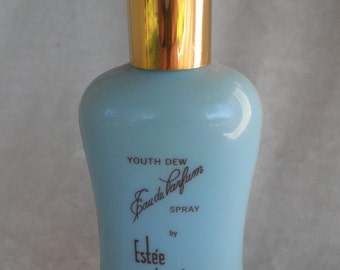 YOUTH DEW
Eau de Parfum
SPRAY
by
Estée